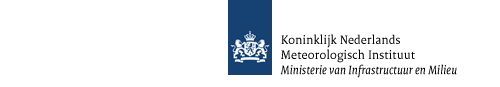 Koninklijk Nederlands
Meteorologisch Instituut
Ministerie van Infrastructuur en Milieu